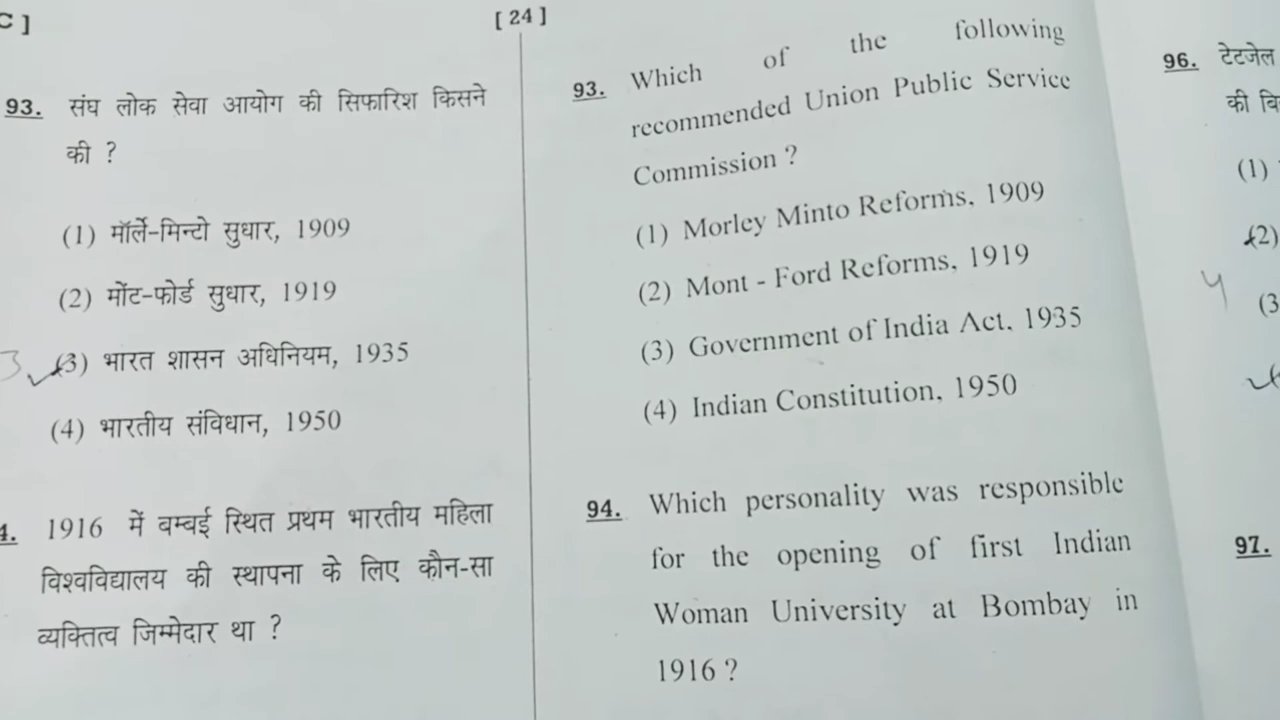 C ]
[ 24 ]
93. संघ लोक सेवा आयोग की सिफारिश किसने
की ?
(1) मॉर्ले-मिन्टो सुधार, 1909
(2) मोंट-फोर्ड सुधार, 1919
3 (3) भारत शासन अधिनियम, 1935
(4) भारतीय संविधान, 1950
4. 1916 में बम्बई स्थित प्रथम भारतीय महिला
विश्वविद्यालय की स्थापना के लिए कौन-सा
व्यक्तित्व जिम्मेदार था ?
93. Which of the following
recommended Union Public Service
Commission ?
(1) Morley Minto Reforms, 1909
(2) Mont - Ford Reforms, 1919
(3) Government of India Act, 1935
(4) Indian Constitution, 1950
94. Which personality was responsible
for the opening of first Indian
Woman University at Bombay in
1916 ?
96. टेटजेल
की वि
(1)
(2)
(3
97.